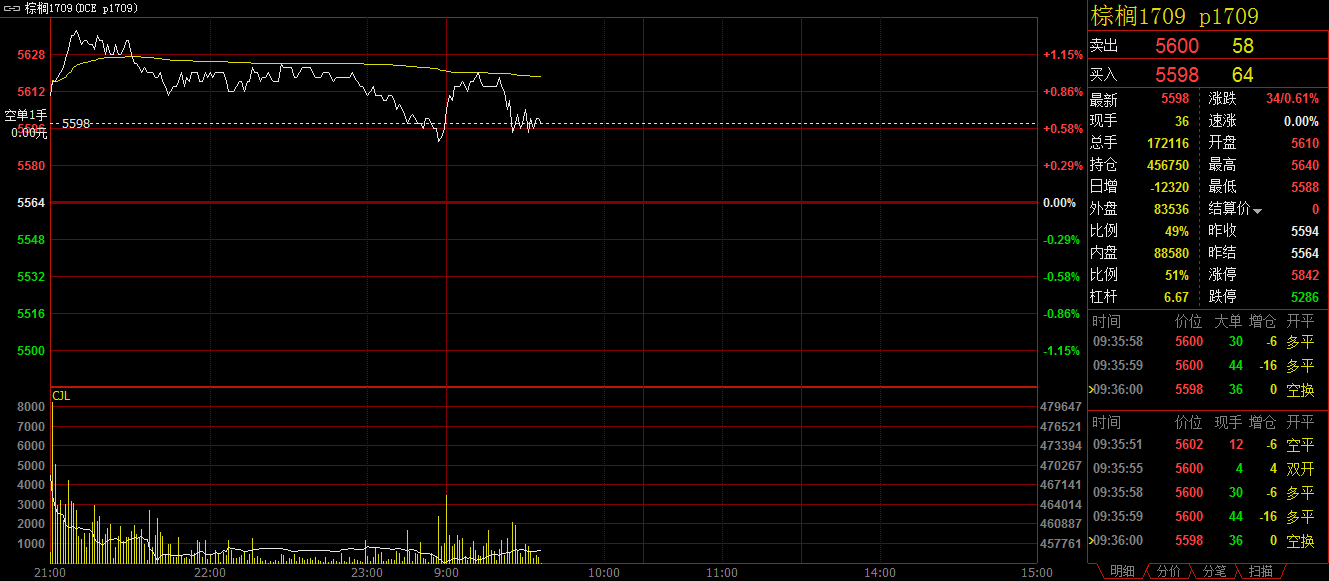 棕榈1709(DCE p1709)
5628
5612
空单1手
0.00元
5596
5598
5580
5564
5548
5532
5516
5500
+1.15%
+0.86%
+0.58%
+0.29%
0.00%
-0.29%
-0.58%
-0.86%
-1.15%
CJL
8000 479647
7000 476521
6000 473394
5000 470267
4000 467141
3000 464014
2000 460887
1000 457761
21:00 22:00 23:00 9:00 10:00 11:00 14:00 15:00
棕榈1709 p1709
卖出 5600 58
买入 5598 64
最新 5598 涨跌 34/0.61%
现手 36 速涨 0.00%
总手 172116 开盘 5610
持仓 456750 最高 5640
日增 -12320 最低 5588
外盘 83536 结算价 0
比例 49% 昨收 5594
内盘 88580 昨结 5564
比例 51% 涨停 5842
杠杆 6.67 跌停 5286
时间 价位 大单 增仓 开平
09:35:58 5600 30 -6 多平
09:35:59 5600 44 -16 多平
09:36:00 5598 36 0 空换
时间 价位 现手 增仓 开平
09:35:51 5602 12 -6 空平
09:35:55 5600 4 4 双开
09:35:58 5600 30 -6 多平
09:35:59 5600 44 -16 多平
09:36:00 5598 36 0 空换
明细 分价 分笔 扫描